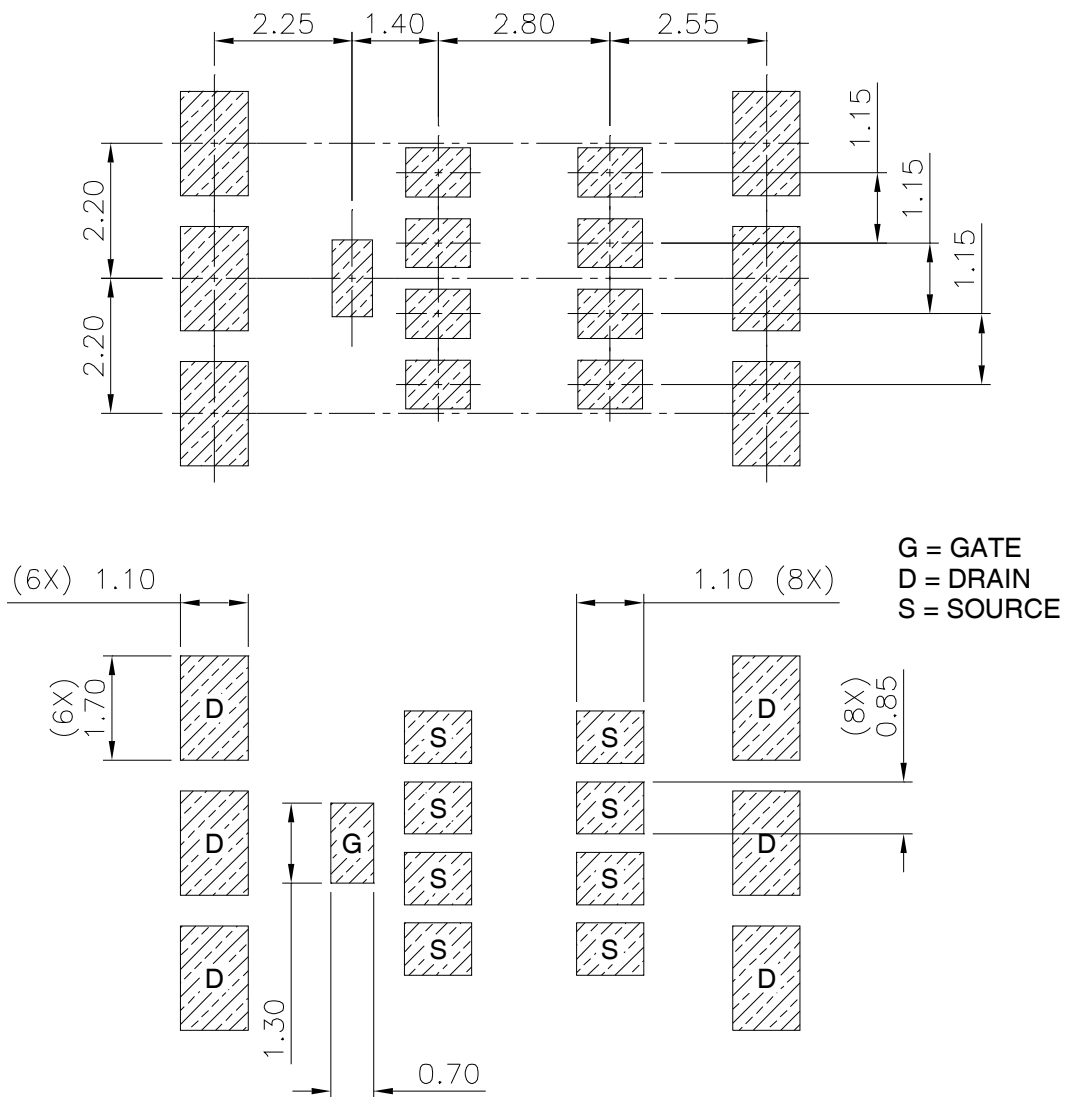 2.25 1.40 2.80 2.55
1.15
1.15
1.15
2.20
2.20
G = GATE
D = DRAIN
S = SOURCE
(6X) 1.10
1.10 (8X)
(6X)
1.70
(8X)
0.85
D S S D
S S
D G D
S S
D S S D
1.30
0.70